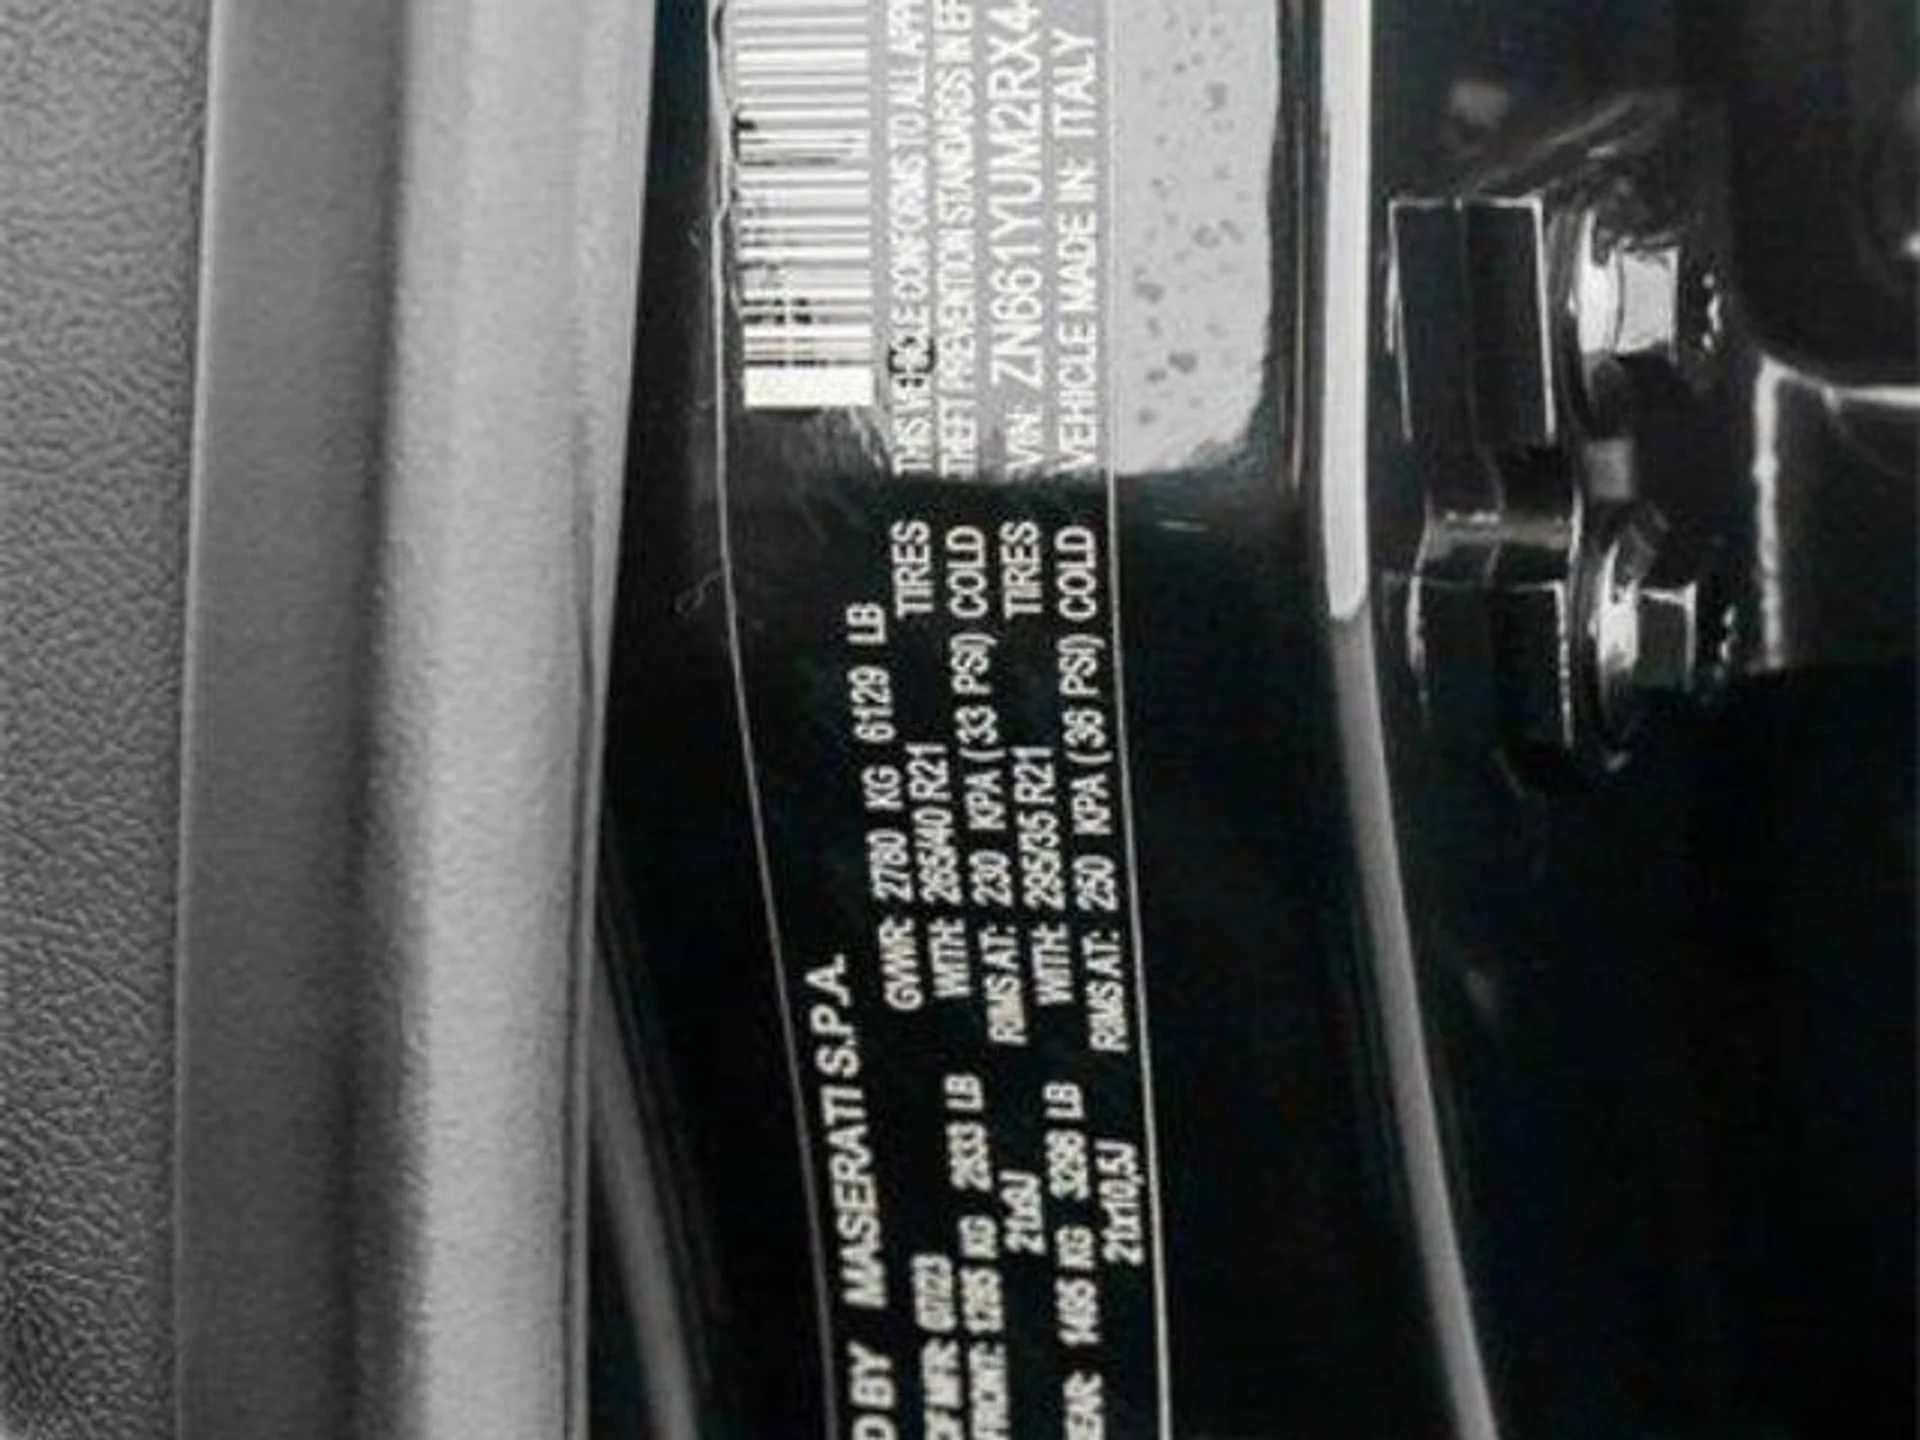 D BY MASERATI S.P.A.
OF MFR: 07/23 GVWR: 2780 KG 6129 LB
FRONT: 1285 KG 2833 LB WITH: 265/40 R21 TIRES
21x9J RIMS AT: 230 KPA (33 PSI) COLD
REAR: 1495 KG 3296 LB WITH: 295/35 R21 TIRES
21x10,5J RIMS AT: 250 KPA (36 PSI) COLD
THIS VEHICLE CONFORMS TO ALL APP
THEFT PREVENTION STANDARDS IN EF
VIN: ZN661YUM2RX4
VEHICLE MADE IN: ITALY